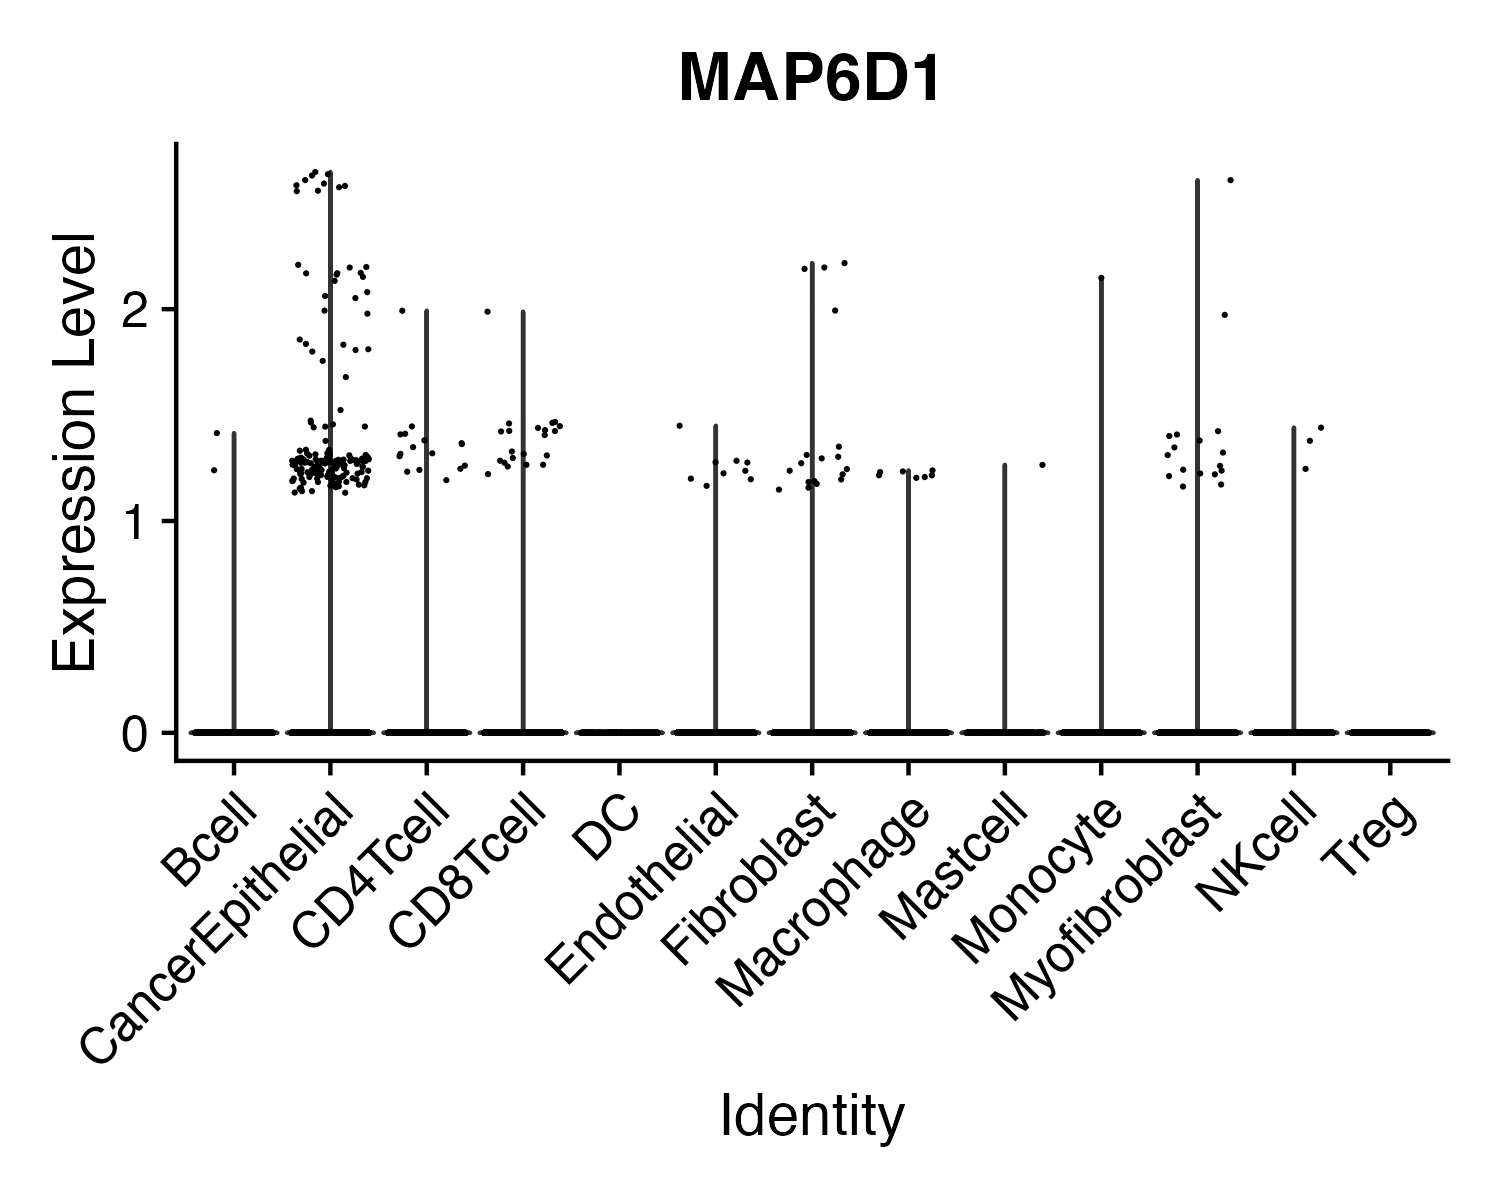 MAP6D1
Expression Level
2
1
0
Bcell
CancerEpithelial
CD4Tcell
CD8Tcell
DC
Endothelial
Fibroblast
Macrophage
Mastcell
Monocyte
Myofibroblast
NKcell
Treg
Identity